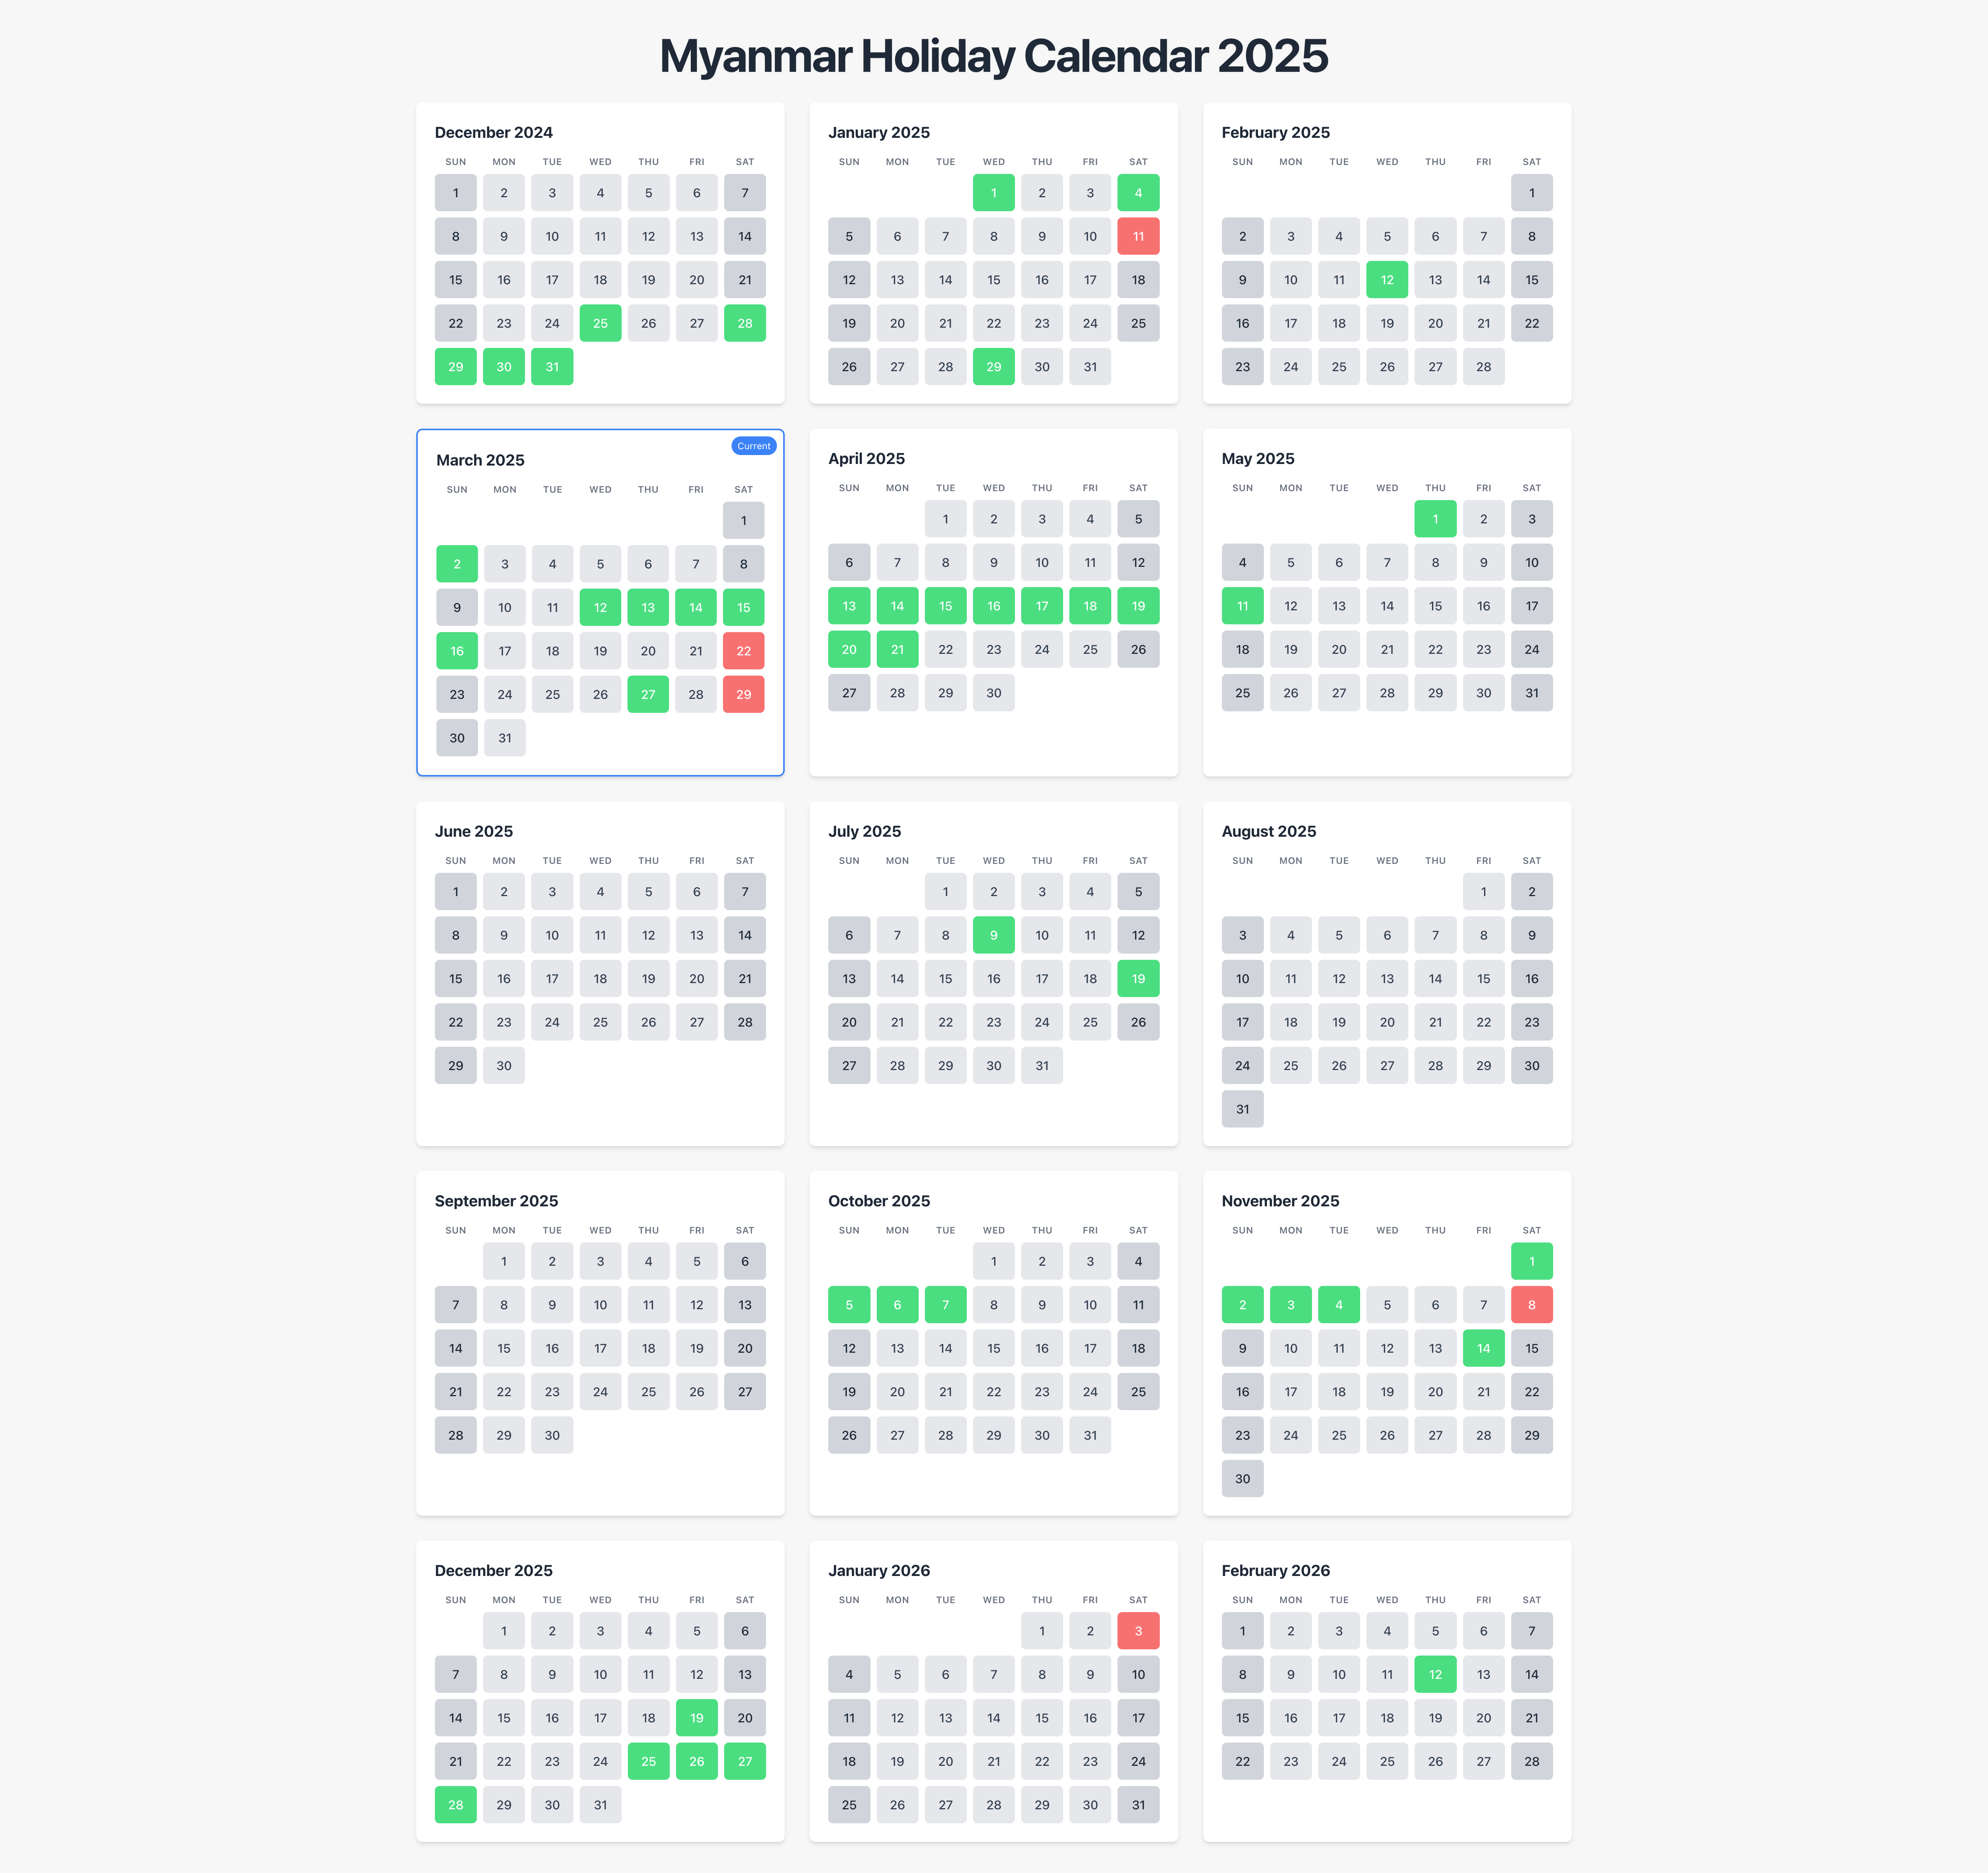 Myanmar Holiday Calendar 2025
December 2024
SUN MON TUE WED THU FRI SAT
1 2 3 4 5 6 7
8 9 10 11 12 13 14
15 16 17 18 19 20 21
22 23 24 25 26 27 28
29 30 31
January 2025
SUN MON TUE WED THU FRI SAT
1 2 3 4
5 6 7 8 9 10 11
12 13 14 15 16 17 18
19 20 21 22 23 24 25
26 27 28 29 30 31
February 2025
SUN MON TUE WED THU FRI SAT
1
2 3 4 5 6 7 8
9 10 11 12 13 14 15
16 17 18 19 20 21 22
23 24 25 26 27 28
Current
March 2025
SUN MON TUE WED THU FRI SAT
1
2 3 4 5 6 7 8
9 10 11 12 13 14 15
16 17 18 19 20 21 22
23 24 25 26 27 28 29
30 31
April 2025
SUN MON TUE WED THU FRI SAT
1 2 3 4 5
6 7 8 9 10 11 12
13 14 15 16 17 18 19
20 21 22 23 24 25 26
27 28 29 30
May 2025
SUN MON TUE WED THU FRI SAT
1 2 3
4 5 6 7 8 9 10
11 12 13 14 15 16 17
18 19 20 21 22 23 24
25 26 27 28 29 30 31
June 2025
SUN MON TUE WED THU FRI SAT
1 2 3 4 5 6 7
8 9 10 11 12 13 14
15 16 17 18 19 20 21
22 23 24 25 26 27 28
29 30
July 2025
SUN MON TUE WED THU FRI SAT
1 2 3 4 5
6 7 8 9 10 11 12
13 14 15 16 17 18 19
20 21 22 23 24 25 26
27 28 29 30 31
August 2025
SUN MON TUE WED THU FRI SAT
1 2
3 4 5 6 7 8 9
10 11 12 13 14 15 16
17 18 19 20 21 22 23
24 25 26 27 28 29 30
31
September 2025
SUN MON TUE WED THU FRI SAT
1 2 3 4 5 6
7 8 9 10 11 12 13
14 15 16 17 18 19 20
21 22 23 24 25 26 27
28 29 30
October 2025
SUN MON TUE WED THU FRI SAT
1 2 3 4
5 6 7 8 9 10 11
12 13 14 15 16 17 18
19 20 21 22 23 24 25
26 27 28 29 30 31
November 2025
SUN MON TUE WED THU FRI SAT
1
2 3 4 5 6 7 8
9 10 11 12 13 14 15
16 17 18 19 20 21 22
23 24 25 26 27 28 29
30
December 2025
SUN MON TUE WED THU FRI SAT
1 2 3 4 5 6
7 8 9 10 11 12 13
14 15 16 17 18 19 20
21 22 23 24 25 26 27
28 29 30 31
January 2026
SUN MON TUE WED THU FRI SAT
1 2 3
4 5 6 7 8 9 10
11 12 13 14 15 16 17
18 19 20 21 22 23 24
25 26 27 28 29 30 31
February 2026
SUN MON TUE WED THU FRI SAT
1 2 3 4 5 6 7
8 9 10 11 12 13 14
15 16 17 18 19 20 21
22 23 24 25 26 27 28